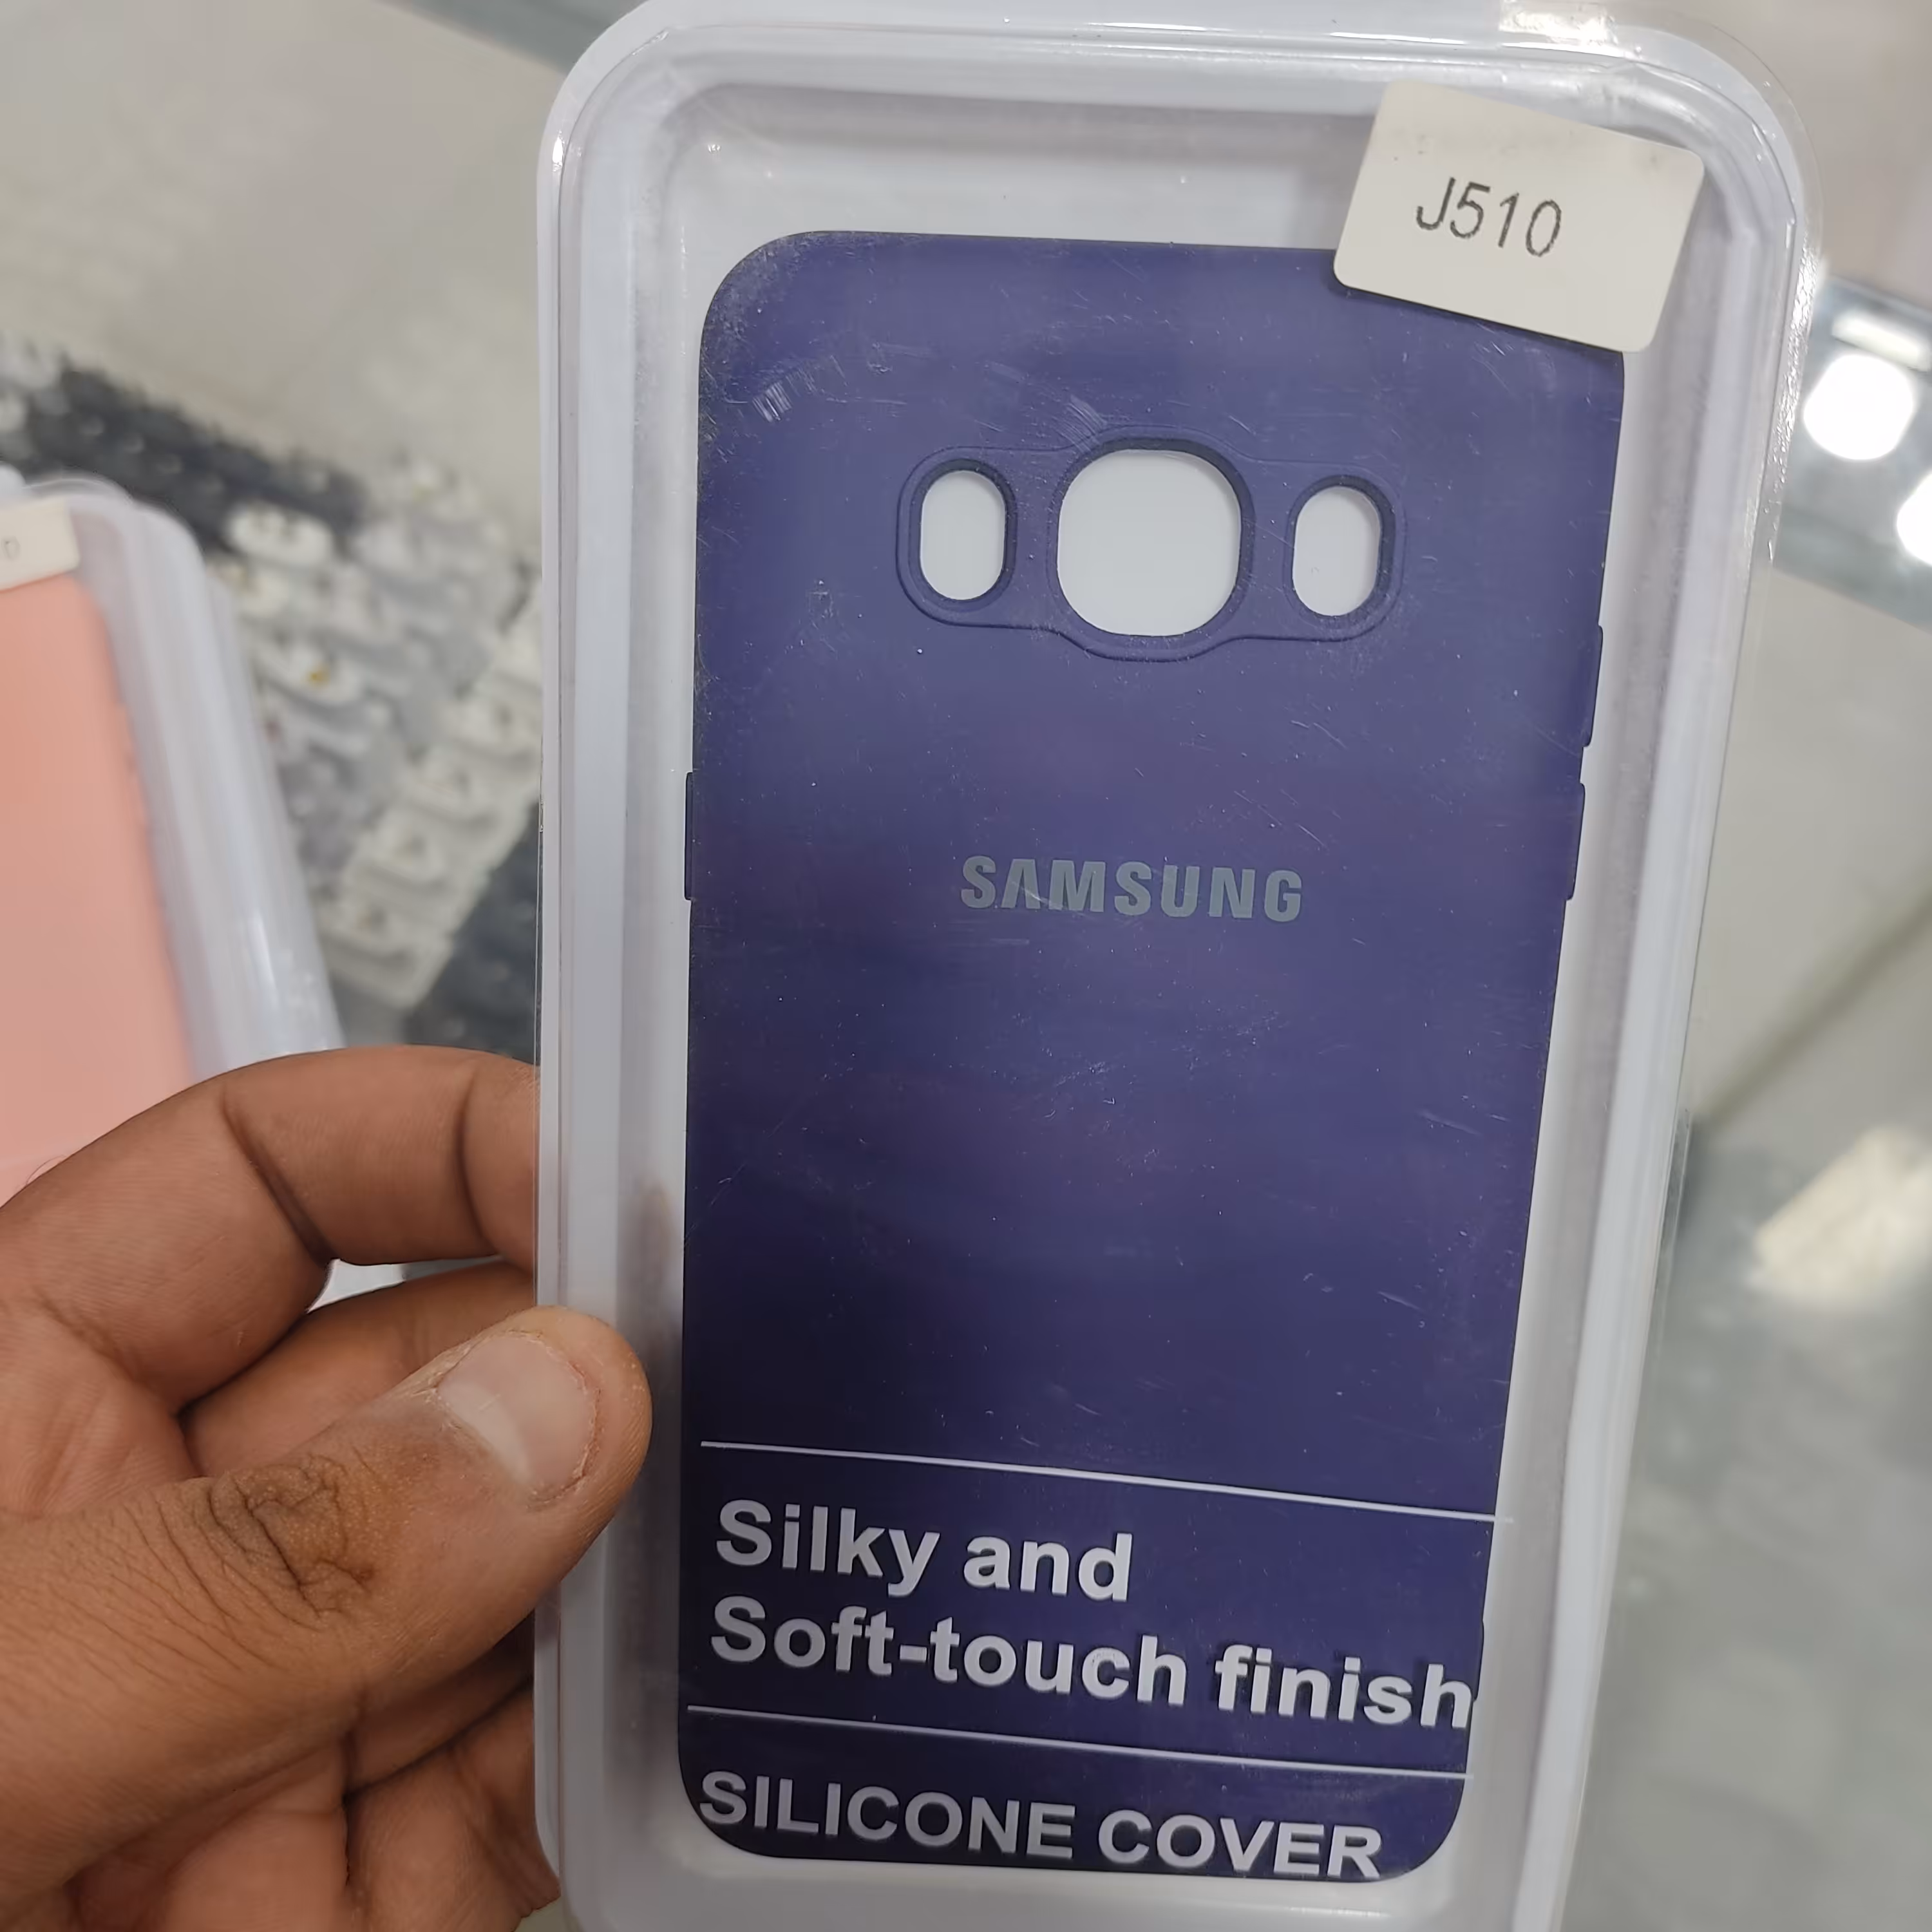 J510
SAMSUNG
Silky and
Soft-touch finish
SILICONE COVER